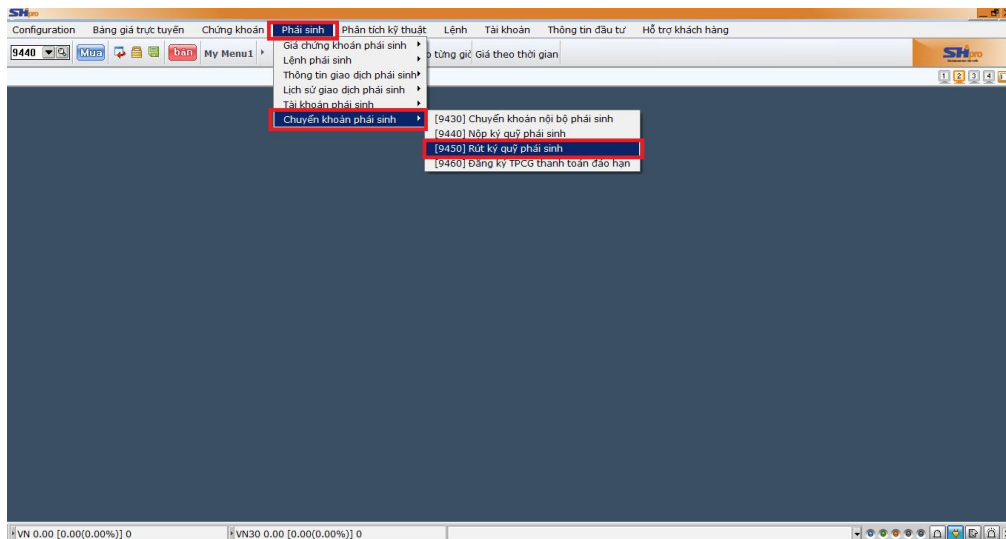 SHpro
Configuration Bảng giá trực tuyến Chứng khoán Phái sinh Phân tích kỹ thuật Lệnh Tài khoản Thông tin đầu tư Hỗ trợ khách hàng
9440 Mua bán My Menu1 từng giờ Giá theo thời gian SHpro
1 2 3 4
Giá chứng khoán phái sinh
Lệnh phái sinh
Thông tin giao dịch phái sinh
Lịch sử giao dịch phái sinh
Tài khoản phái sinh
Chuyển khoản phái sinh
[9430] Chuyển khoản nội bộ phái sinh
[9440] Nộp ký quỹ phái sinh
[9450] Rút ký quỹ phái sinh
[9460] Đăng ký TPCG thanh toán đáo hạn
VN 0.00 [0.00(0.00%)] 0 VN30 0.00 [0.00(0.00%)] 0